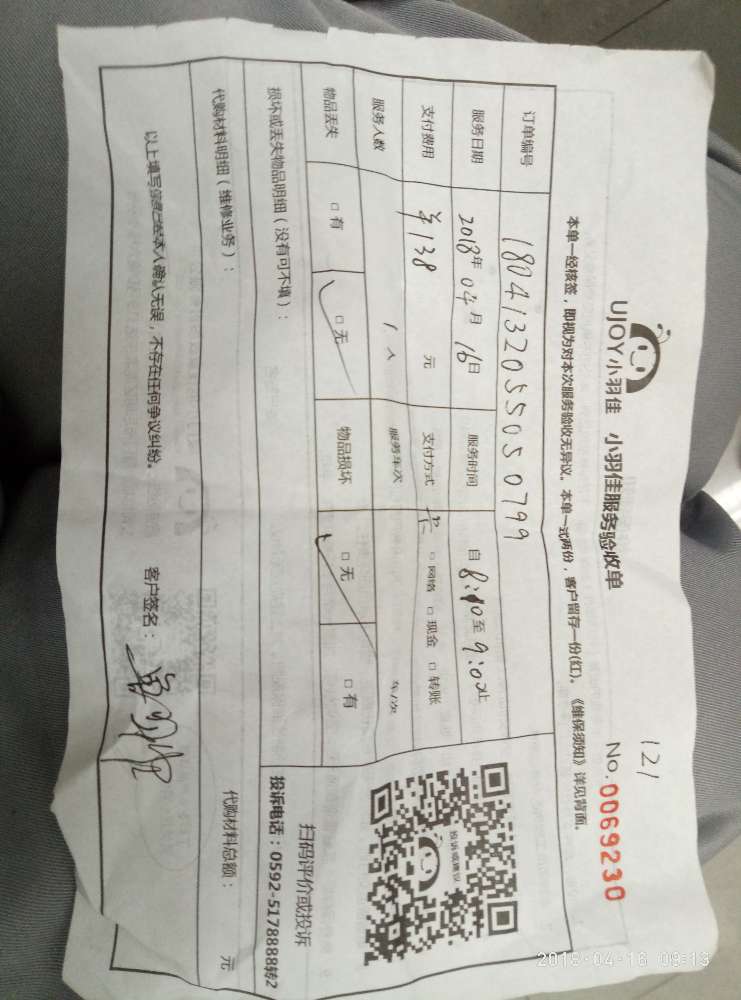 121
UJOY小羽佳 小羽佳服务验收单 No.0069230
本单一经核签，即视为对本次服务验收无异议。本单一式两份，客户留存一份(红)。《维保须知》详见背面。
订单编号 180413205505079 9
服务日期 2018年04月16日 服务时间 自8:10至9:02止
支付费用 ¥138 元 支付方式 □网络 □现金 □转账
服务人数 1人 服务车次 车/次
物品丢失 □有 □无 物品损坏 □无 □有
投诉或建议
扫码评价或投诉
投诉电话：0592-5178888转2
损坏或丢失物品明细（没有可不填）：
代购材料明细（维修业务）： 代购材料总额： 元
以上填写信息已经本人确认无误，不存在任何争议纠纷。 客户签名：
2018-04-16 09:13